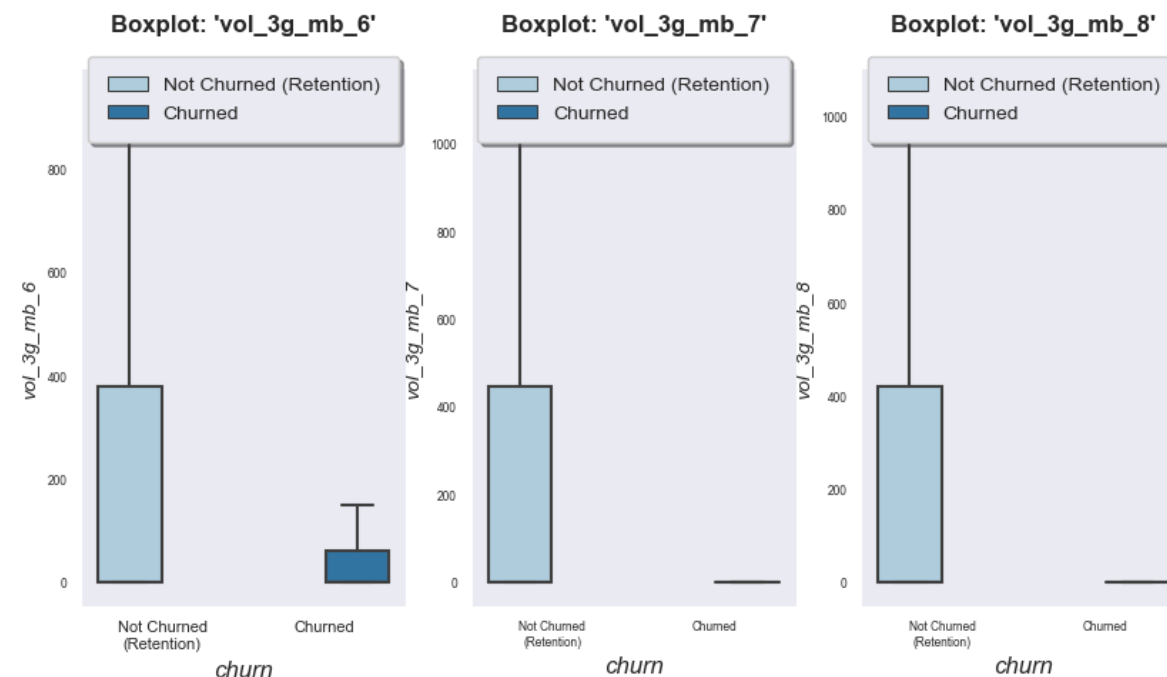 Boxplot: 'vol_3g_mb_6'
Not Churned (Retention)
Churned
800
600
400
200
0
vol_3g_mb_6
Not Churned
(Retention)
Churned
churn
Boxplot: 'vol_3g_mb_7'
Not Churned (Retention)
Churned
1000
800
600
400
200
0
vol_3g_mb_7
Not Churned
(Retention)
Churned
churn
Boxplot: 'vol_3g_mb_8'
Not Churned (Retention)
Churned
1000
800
600
400
200
0
vol_3g_mb_8
Not Churned
(Retention)
Churned
churn